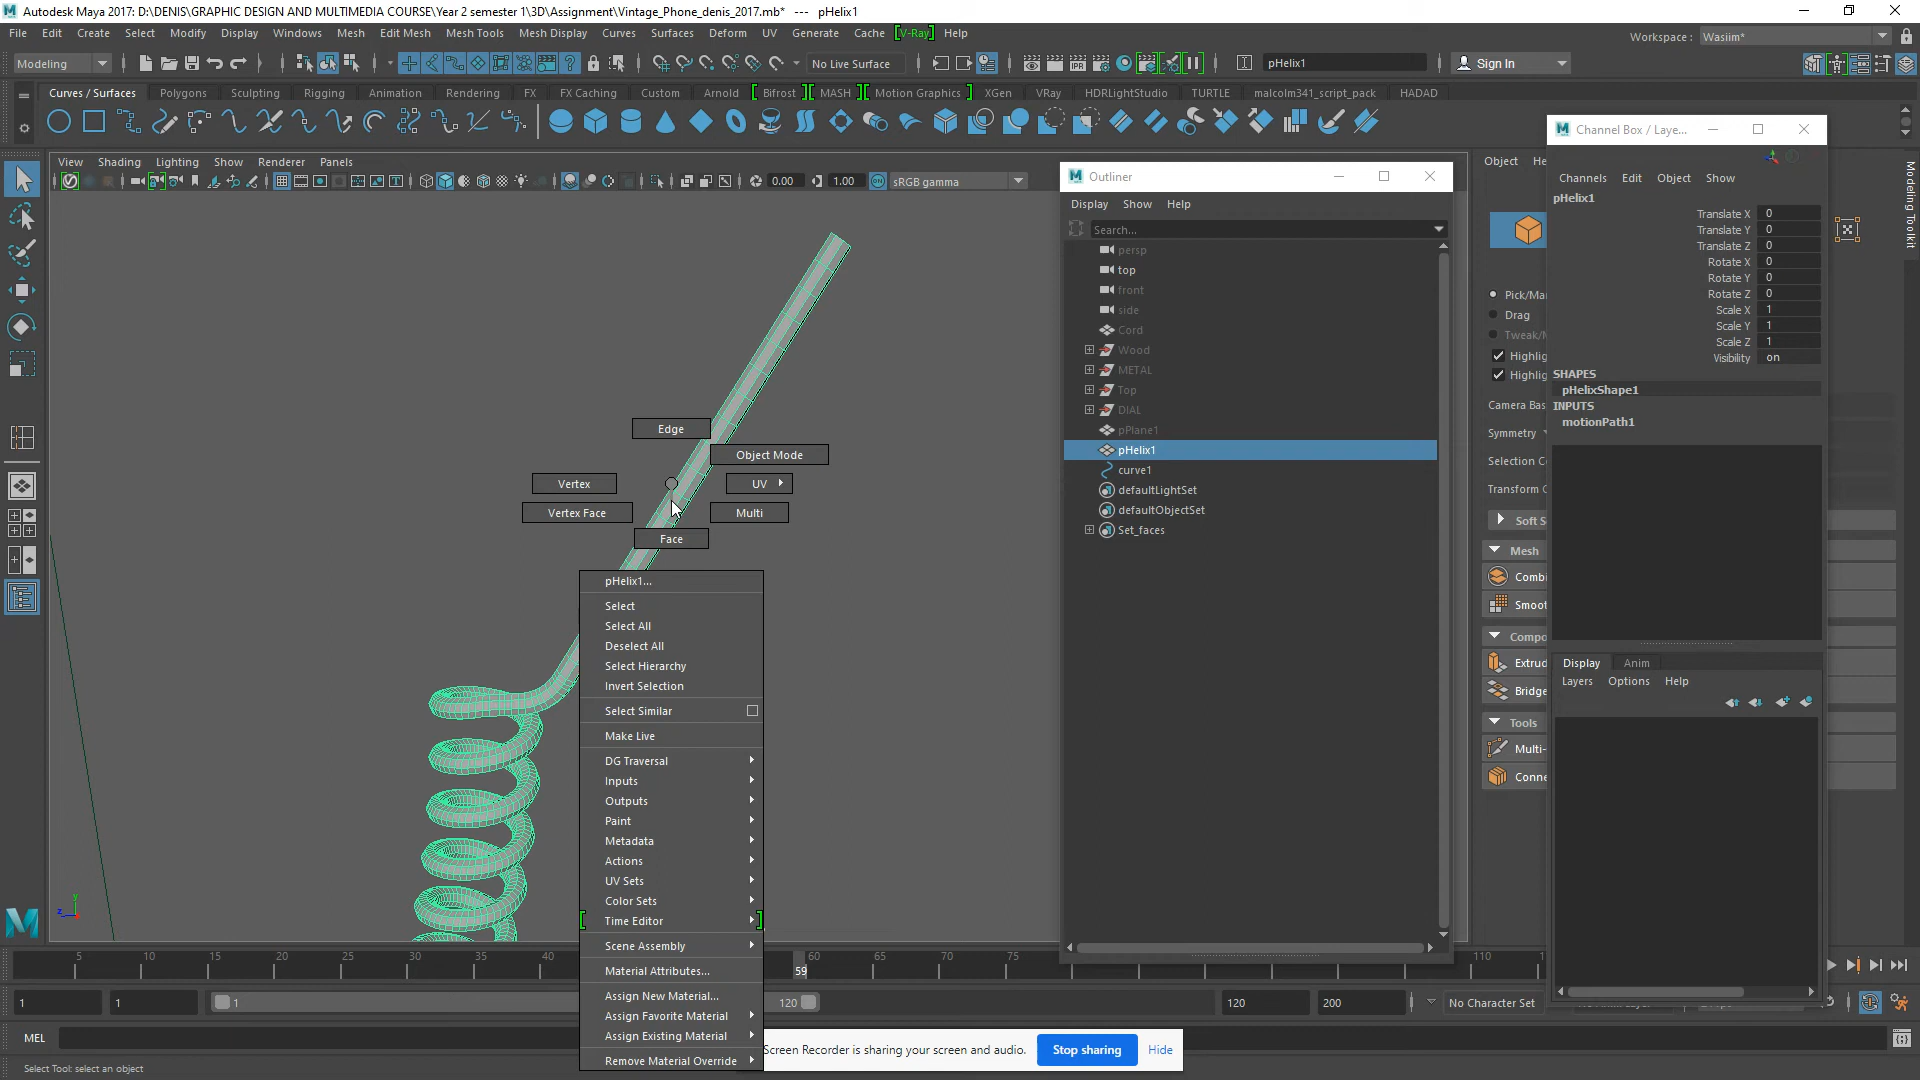 Autodesk Maya 2017: D:\DENIS\GRAPHIC DESIGN AND MULTIMEDIA COURSE\Year 2 semester 1\3D\Assignment\Vintage_Phone_denis_2017.mb* --- pHelix1
File Edit Create Select Modify Display Windows Mesh Edit Mesh Mesh Tools Mesh Display Curves Surfaces Deform UV Generate Cache [V-Ray] Help
Workspace : Wasiim*
Modeling No Live Surface pHelix1 Sign In
Curves / Surfaces Polygons Sculpting Rigging Animation Rendering FX FX Caching Custom Arnold Bifrost MASH Motion Graphics XGen VRay HDRLightStudio TURTLE malcolm341_script_pack HADAD
IPR
View Shading Lighting Show Renderer Panels
0.00 1.00 sRGB gamma
Edge
Object Mode
Vertex UV
Vertex Face Multi
Face
pHelix1...
Select
Select All
Deselect All
Select Hierarchy
Invert Selection
Select Similar
Make Live
DG Traversal
Inputs
Outputs
Paint
Metadata
Actions
UV Sets
Color Sets
Time Editor
Scene Assembly
Material Attributes...
Assign New Material...
Assign Favorite Material
Assign Existing Material
Remove Material Override
Outliner
Display Show Help
Search...
persp
top
front
side
Cord
Wood
METAL
Top
DIAL
pPlane1
pHelix1
curve1
defaultLightSet
defaultObjectSet
Set_faces
Object He
Pick/Ma
Drag
Tweak/M
Highlig
Highlig
Camera Bas
Symmetry
Selection Co
Transform C
Soft S
Mesh
Combi
Smoot
Compo
Extrud
Bridge
Tools
Multi-
Conne
Channel Box / Laye...
Channels Edit Object Show
pHelix1
Translate X 0
Translate Y 0
Translate Z 0
Rotate X 0
Rotate Y 0
Rotate Z 0
Scale X 1
Scale Y 1
Scale Z 1
Visibility on
SHAPES
pHelixShape1
INPUTS
motionPath1
Display Anim
Layers Options Help
Modeling Toolkit
y
z
5 10 15 20 25 30 35 40 60 65 70 75 110
59
1 1 1 120 120 200 No Character Set
MEL
Screen Recorder is sharing your screen and audio. Stop sharing Hide
Select Tool: select an object